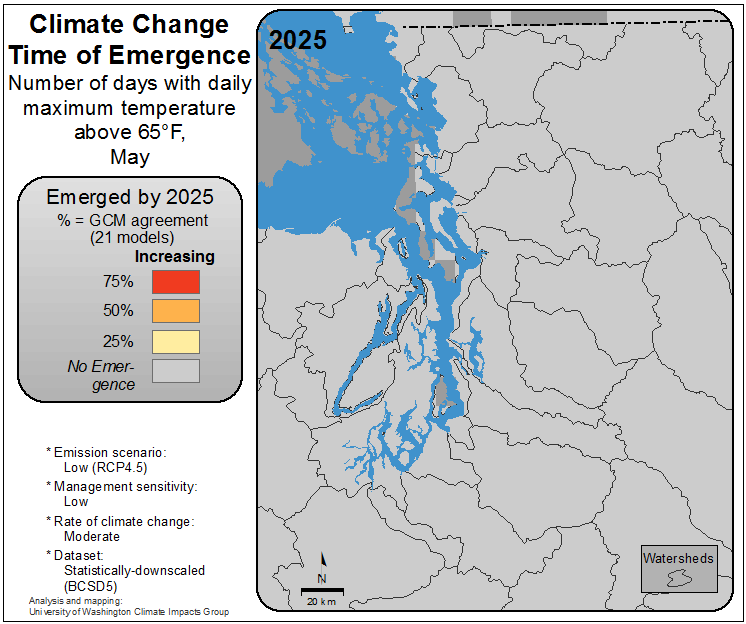 Climate Change
Time of Emergence
Number of days with daily
maximum temperature
above 65°F,
May
Emerged by 2025
% = GCM agreement
(21 models)
Increasing
75%
50%
25%
No Emer-
gence
* Emission scenario:
Low (RCP4.5)
* Management sensitivity:
Low
* Rate of climate change:
Moderate
* Dataset:
Statistically-downscaled
(BCSD5)
Analysis and mapping:
University of Washington Climate Impacts Group
2025
N
20 km
Watersheds